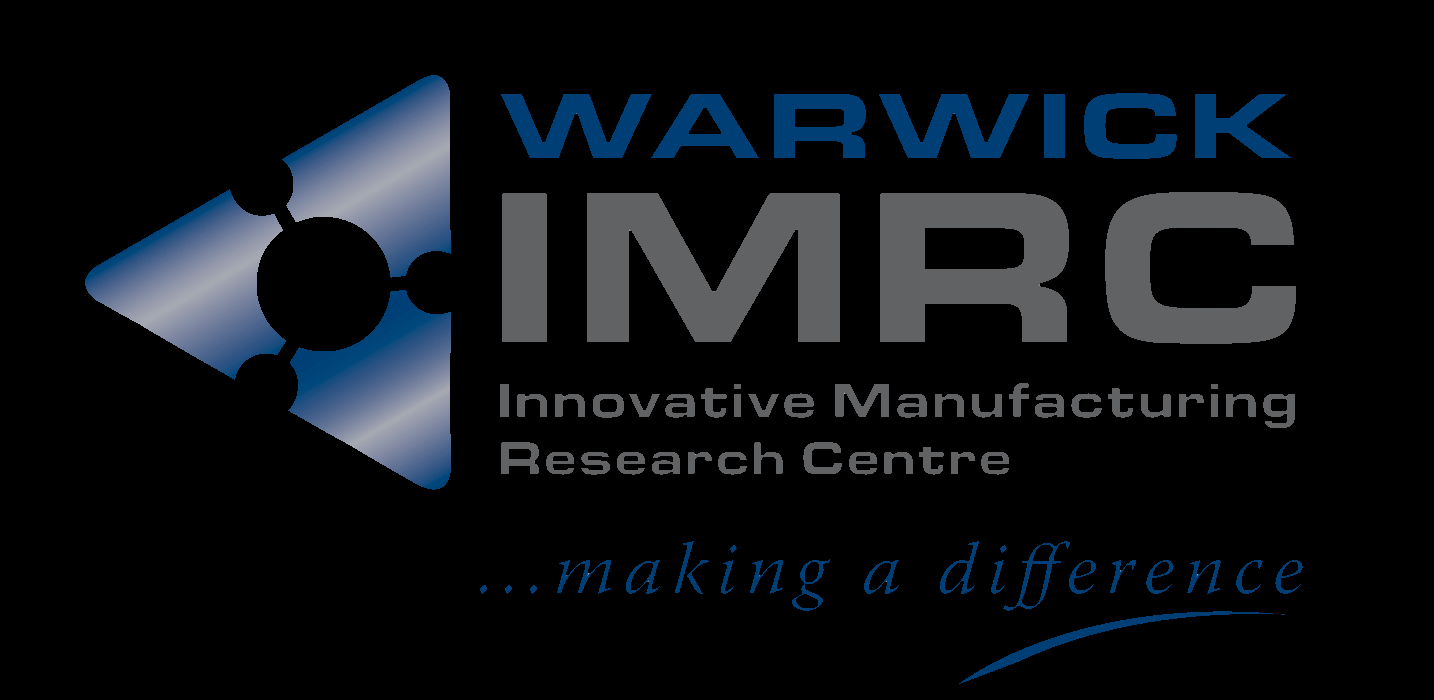 WARWICK
IMRC
Innovative Manufacturing
Research Centre
...making a difference